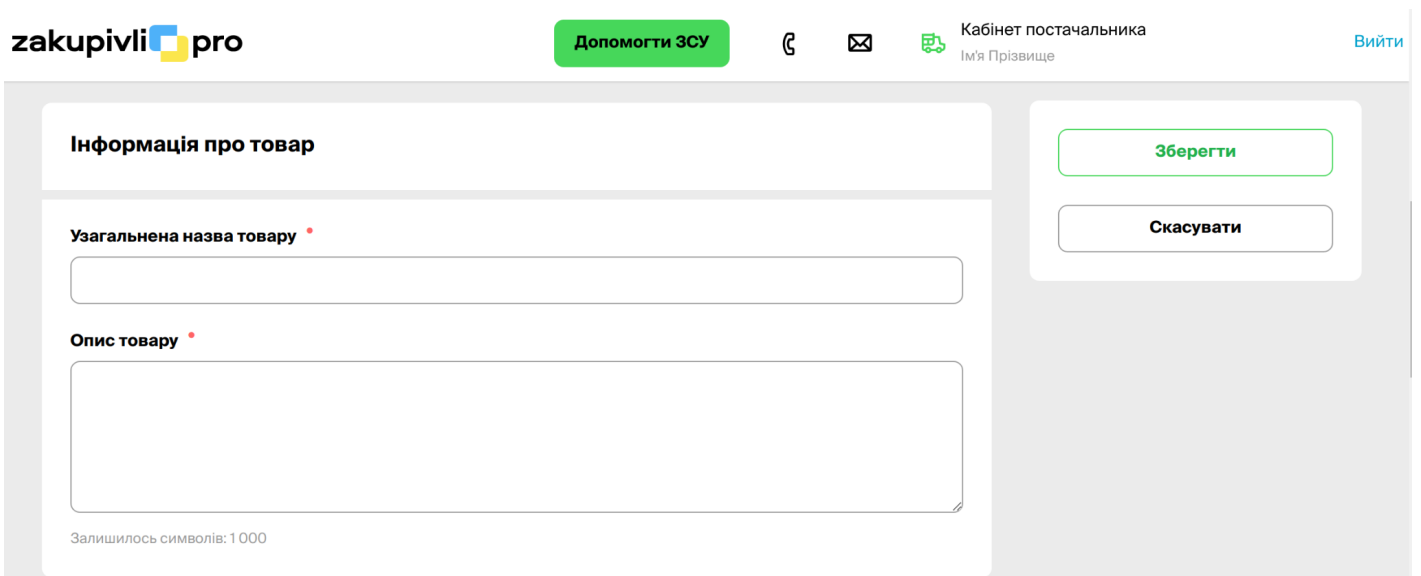 zakupivli pro
Допомогти ЗСУ
Кабінет постачальника
Ім'я Прізвище
Вийти
Інформація про товар
Зберегти
Скасувати
Узагальнена назва товару
Опис товару
Залишилось символів: 1 000